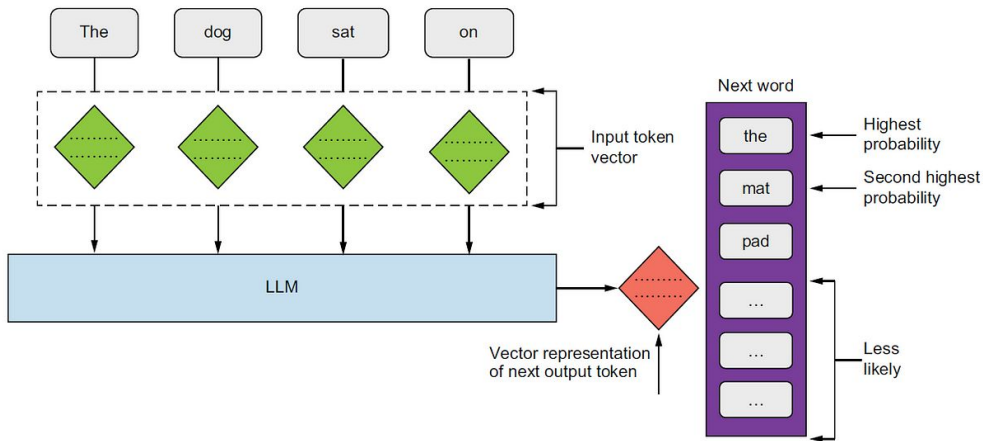 The
dog
sat
on
Next word
Input token
vector
the
Highest
probability
mat
Second highest
probability
pad
LLM
...
...
...
Less
likely
Vector representation
of next output token